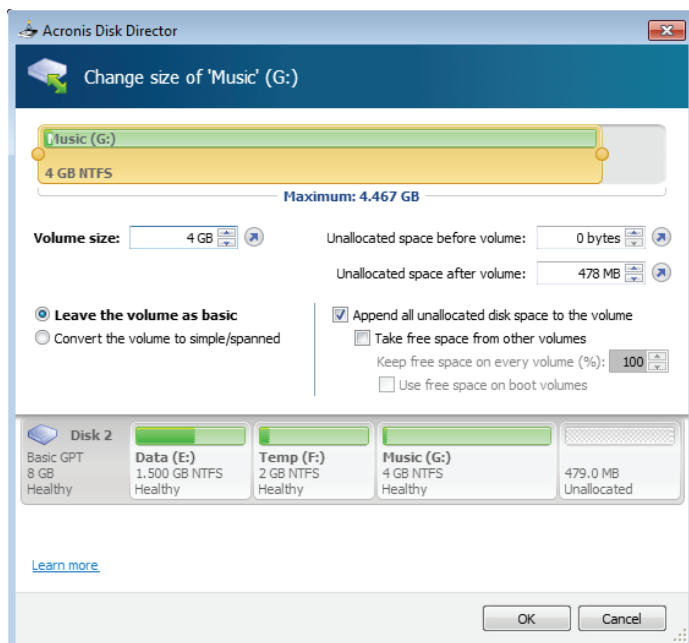 Acronis Disk Director
Change size of 'Music' (G:)
Music (G:)
4 GB NTFS
Maximum: 4.467 GB
Volume size: 4 GB
Unallocated space before volume: 0 bytes
Unallocated space after volume: 478 MB
Leave the volume as basic
Convert the volume to simple/spanned
Append all unallocated disk space to the volume
Take free space from other volumes
Keep free space on every volume (%): 100
Use free space on boot volumes
Disk 2
Basic GPT
8 GB
Healthy
Data (E:)
1.500 GB NTFS
Healthy
Temp (F:)
2 GB NTFS
Healthy
Music (G:)
4 GB NTFS
Healthy
479.0 MB
Unallocated
Learn more
OK
Cancel